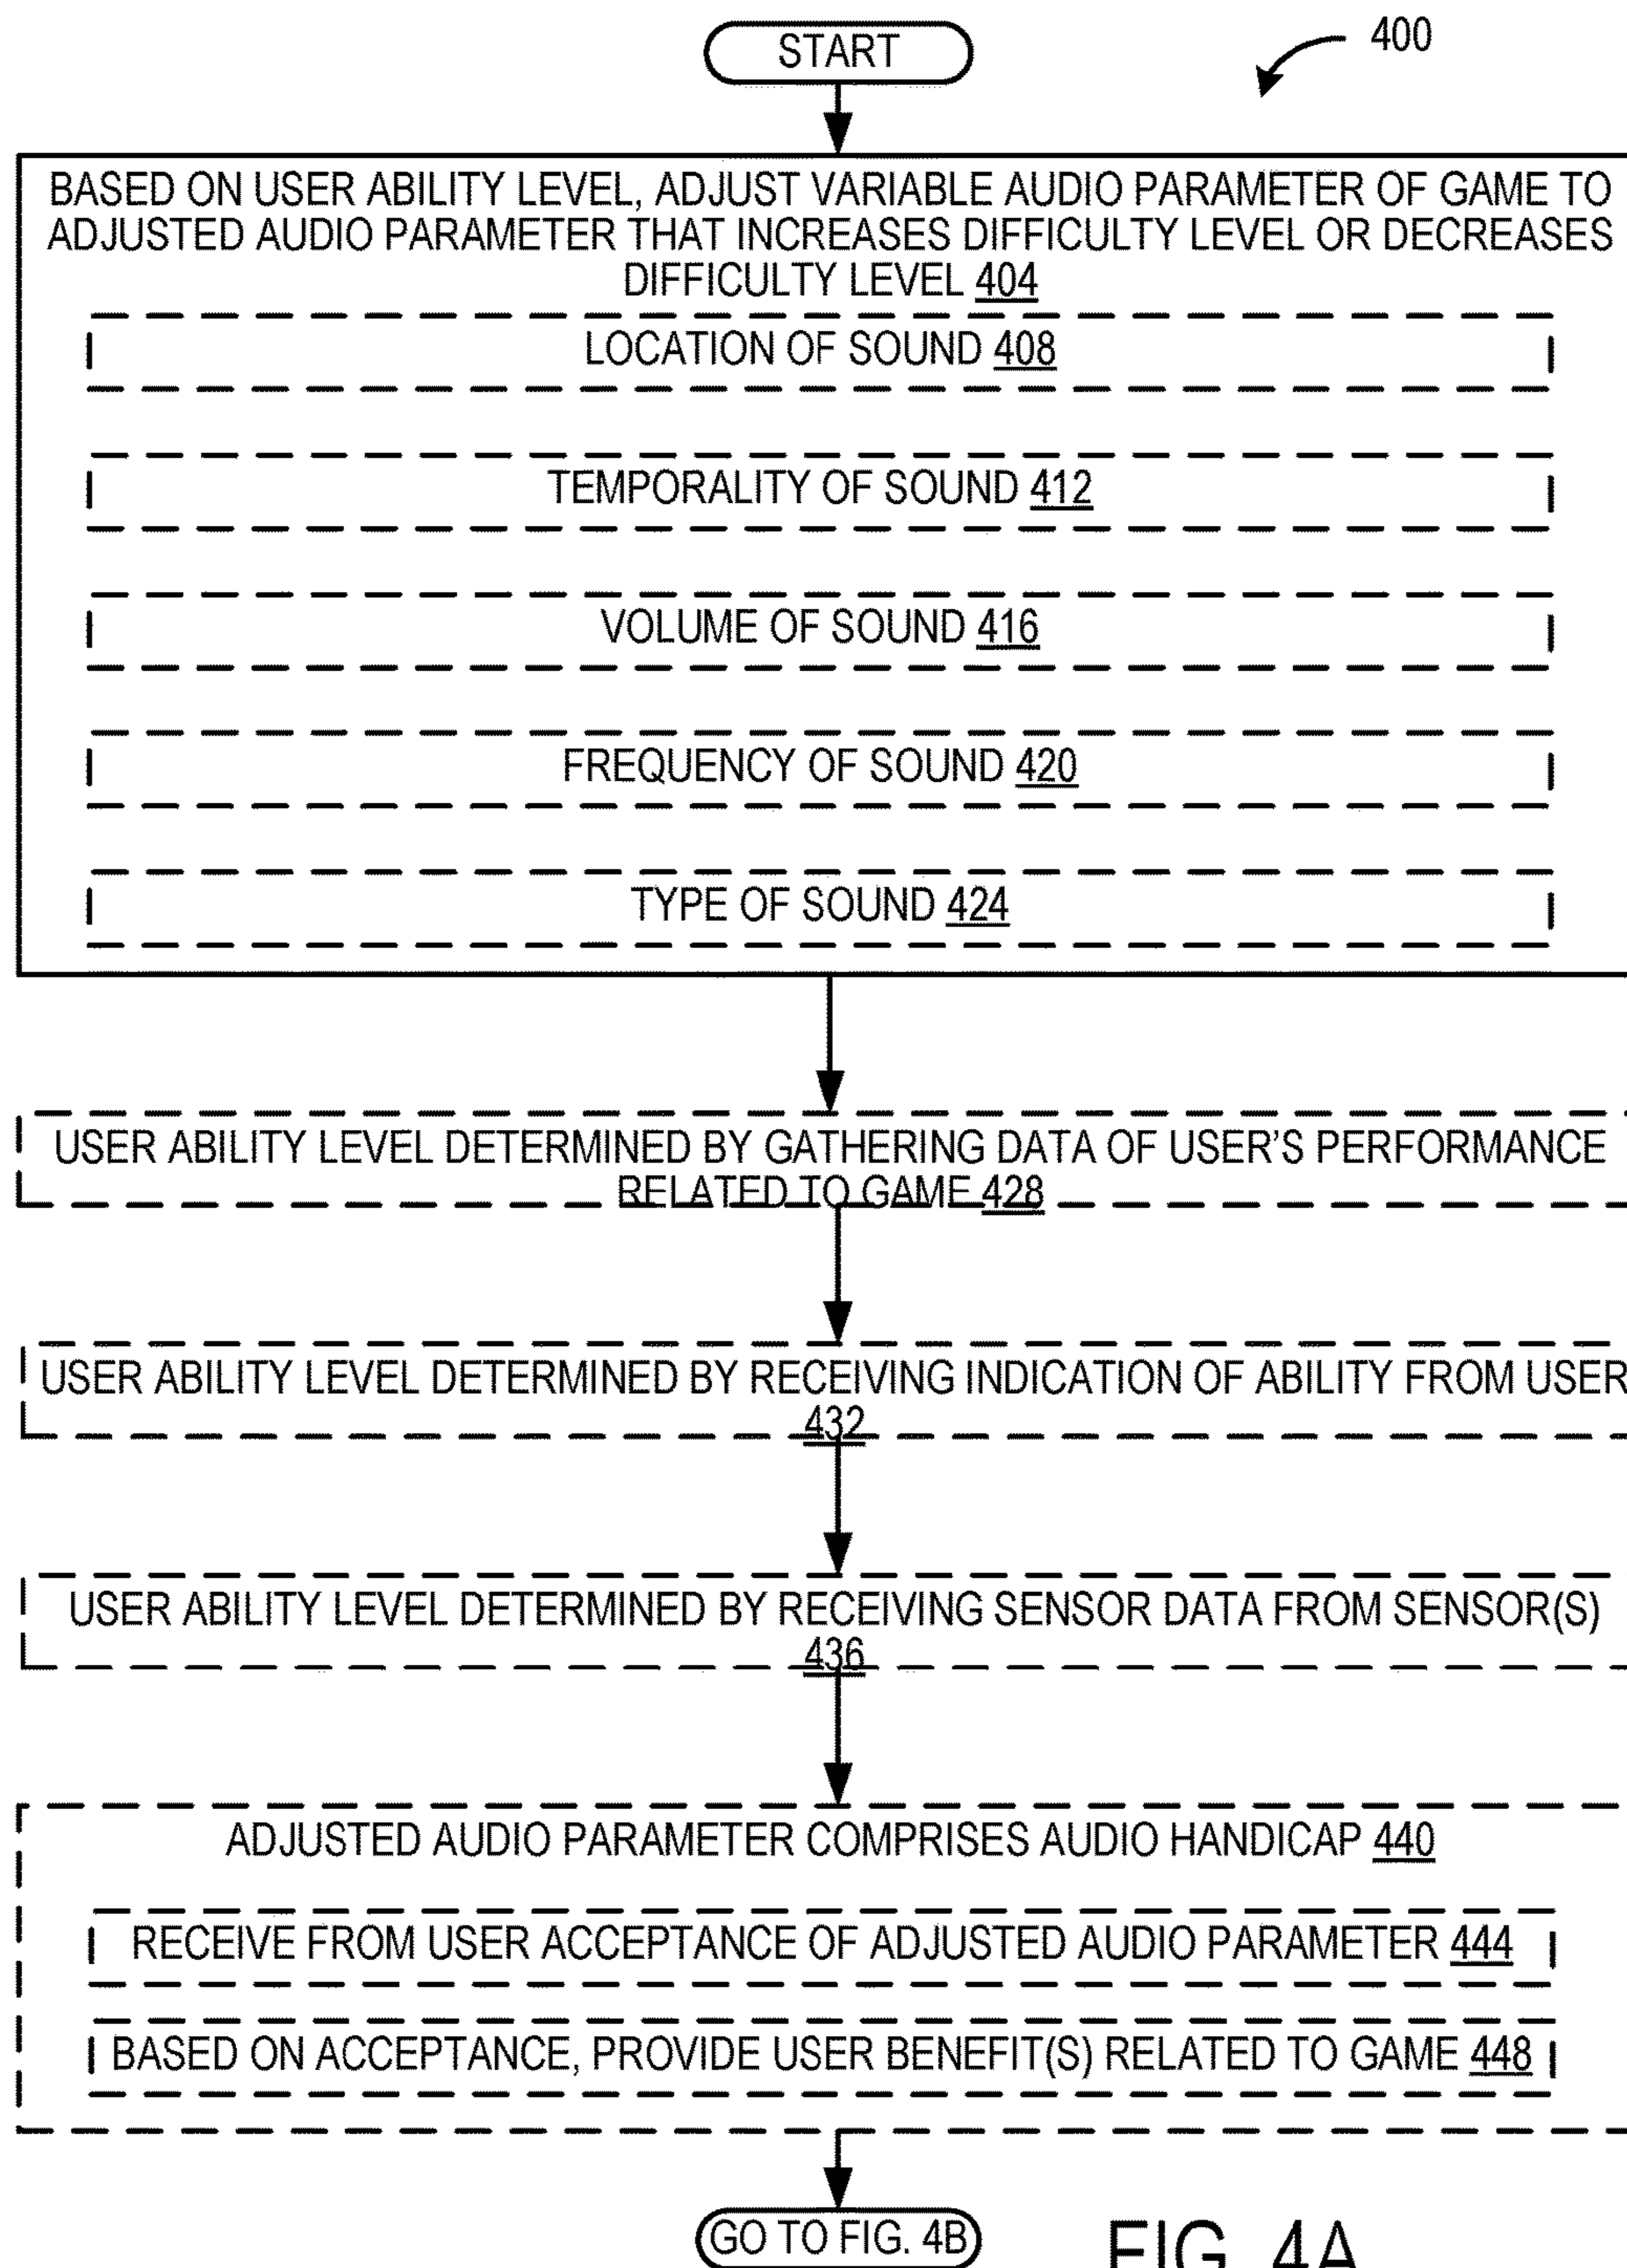 START
400
BASED ON USER ABILITY LEVEL, ADJUST VARIABLE AUDIO PARAMETER OF GAME TO
ADJUSTED AUDIO PARAMETER THAT INCREASES DIFFICULTY LEVEL OR DECREASES
DIFFICULTY LEVEL 404
LOCATION OF SOUND 408
TEMPORALITY OF SOUND 412
VOLUME OF SOUND 416
FREQUENCY OF SOUND 420
TYPE OF SOUND 424
USER ABILITY LEVEL DETERMINED BY GATHERING DATA OF USER'S PERFORMANCE
RELATED TO GAME 428
USER ABILITY LEVEL DETERMINED BY RECEIVING INDICATION OF ABILITY FROM USER
432
USER ABILITY LEVEL DETERMINED BY RECEIVING SENSOR DATA FROM SENSOR(S)
436
ADJUSTED AUDIO PARAMETER COMPRISES AUDIO HANDICAP 440
RECEIVE FROM USER ACCEPTANCE OF ADJUSTED AUDIO PARAMETER 444
BASED ON ACCEPTANCE, PROVIDE USER BENEFIT(S) RELATED TO GAME 448
GO TO FIG. 4B
FIG. 4A